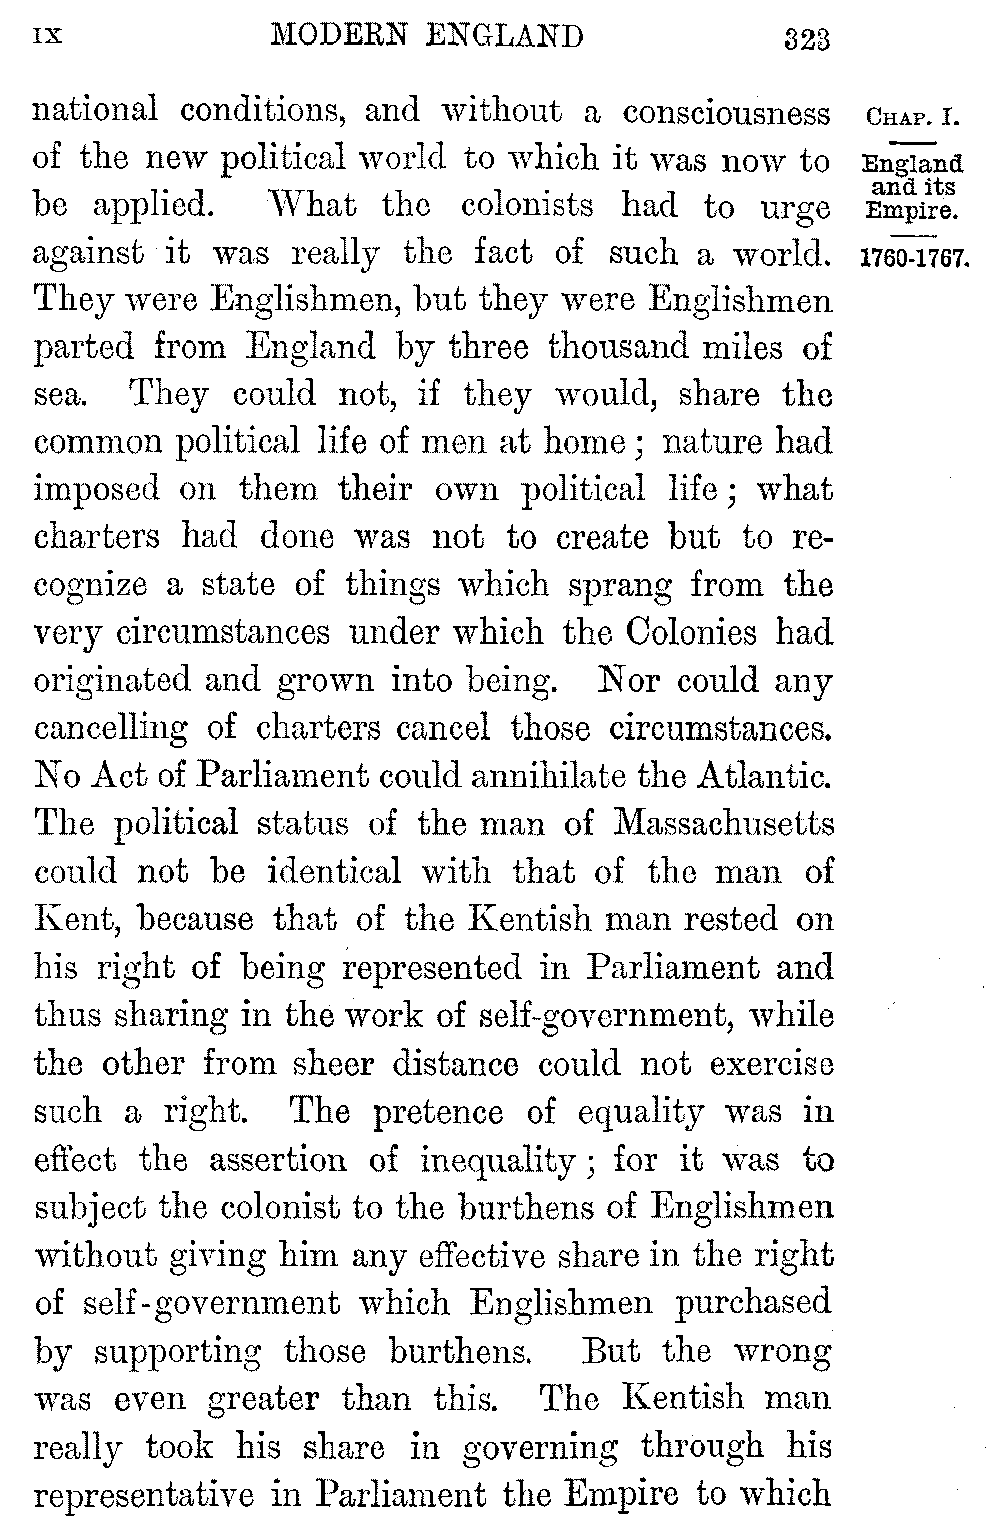 IX MODERN ENGLAND 323
national conditions, and without a consciousness
of the new political world to which it was now to
be applied. What the colonists had to urge
against it was really the fact of such a world.
They were Englishmen, but they were Englishmen
parted from England by three thousand miles of
sea. They could not, if they would, share the
common political life of men at home; nature had
imposed on them their own political life; what
charters had done was not to create but to re-
cognize a state of things which sprang from the
very circumstances under which the Colonies had
originated and grown into being. Nor could any
cancelling of charters cancel those circumstances.
No Act of Parliament could annihilate the Atlantic.
The political status of the man of Massachusetts
could not be identical with that of the man of
Kent, because that of the Kentish man rested on
his right of being represented in Parliament and
thus sharing in the work of self-government, while
the other from sheer distance could not exercise
such a right. The pretence of equality was in
effect the assertion of inequality; for it was to
subject the colonist to the burthens of Englishmen
without giving him any effective share in the right
of self-government which Englishmen purchased
by supporting those burthens. But the wrong
was even greater than this. The Kentish man
really took his share in governing through his
representative in Parliament the Empire to which
CHAP. I.
England
and its
Empire.
1760-1767.